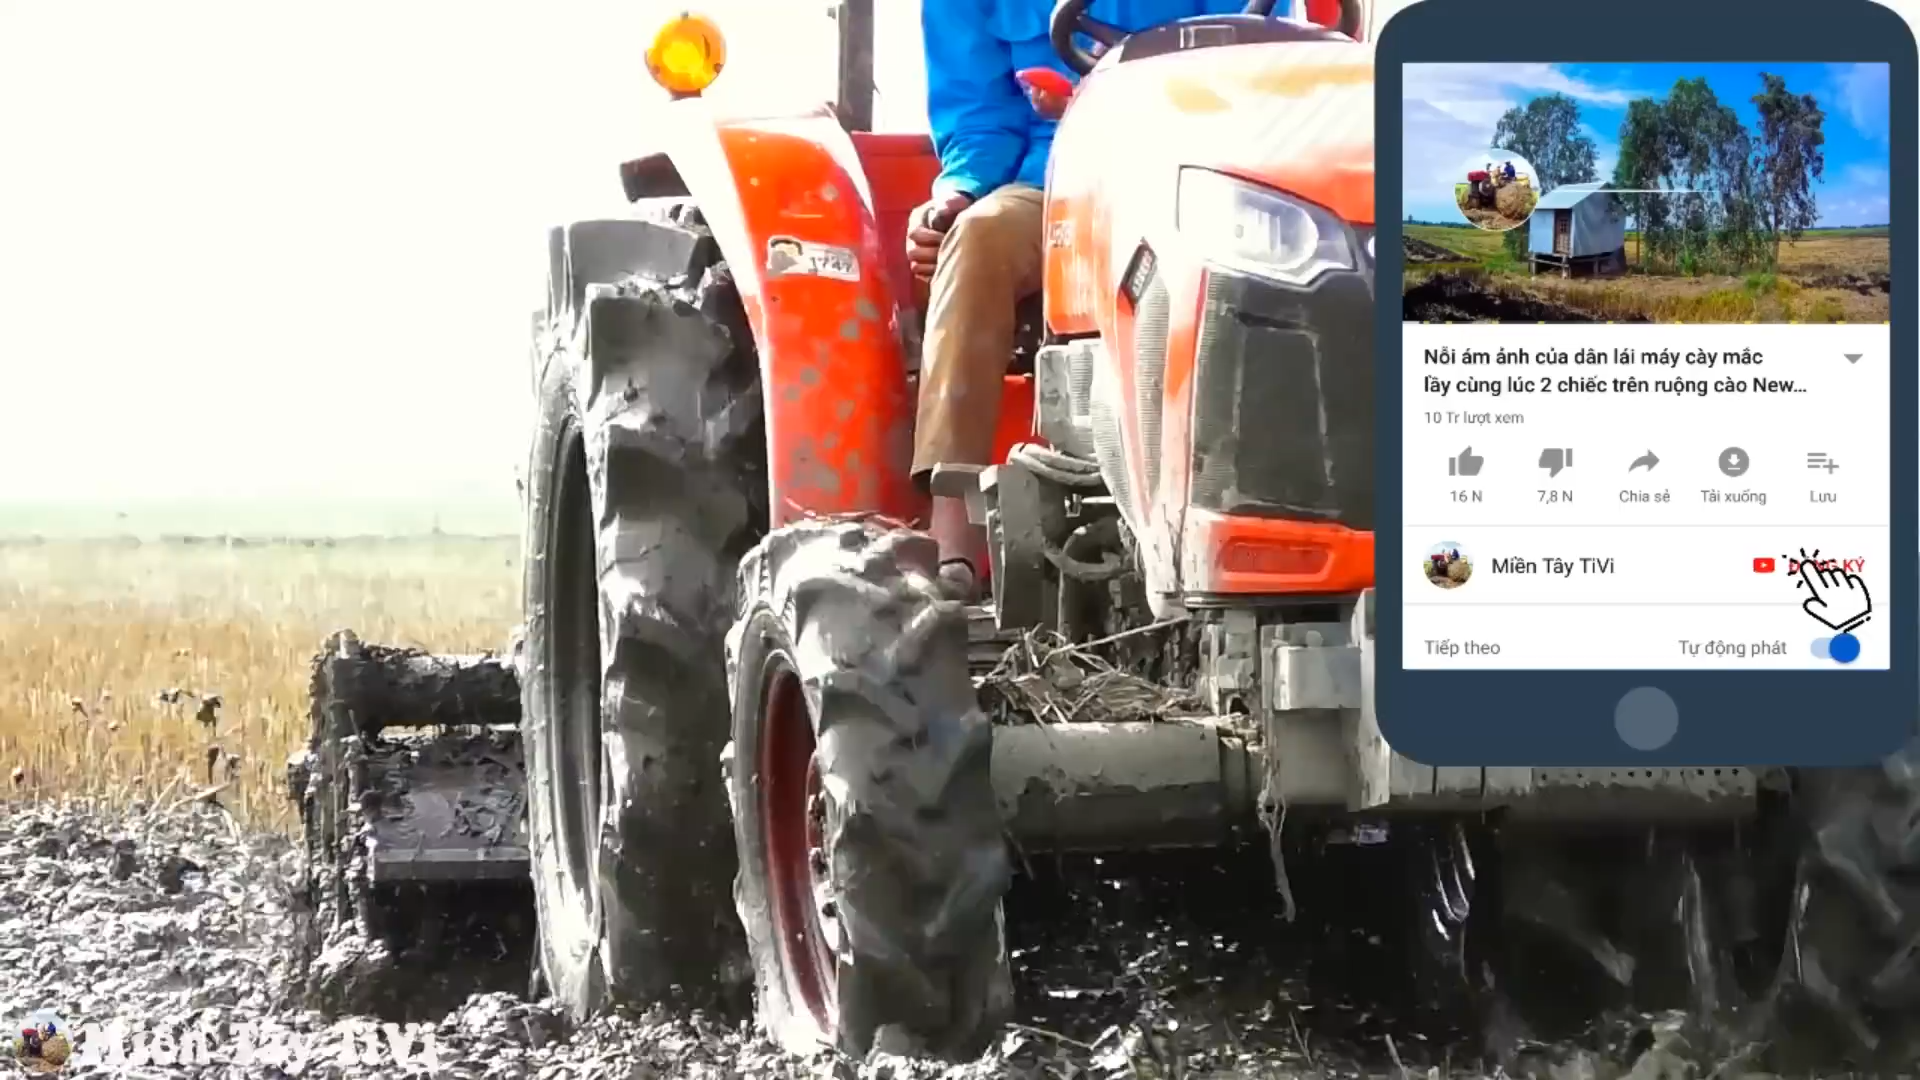 1747
Nỗi ám ảnh của dân lái máy cày mắc
lầy cùng lúc 2 chiếc trên ruộng cào New...
10 Tr lượt xem
16 N
7,8 N
Chia sẻ
Tải xuống
Lưu
Miền Tây TiVi
KÝ
Tiếp theo
Tự động phát
Miền Tây TiVi